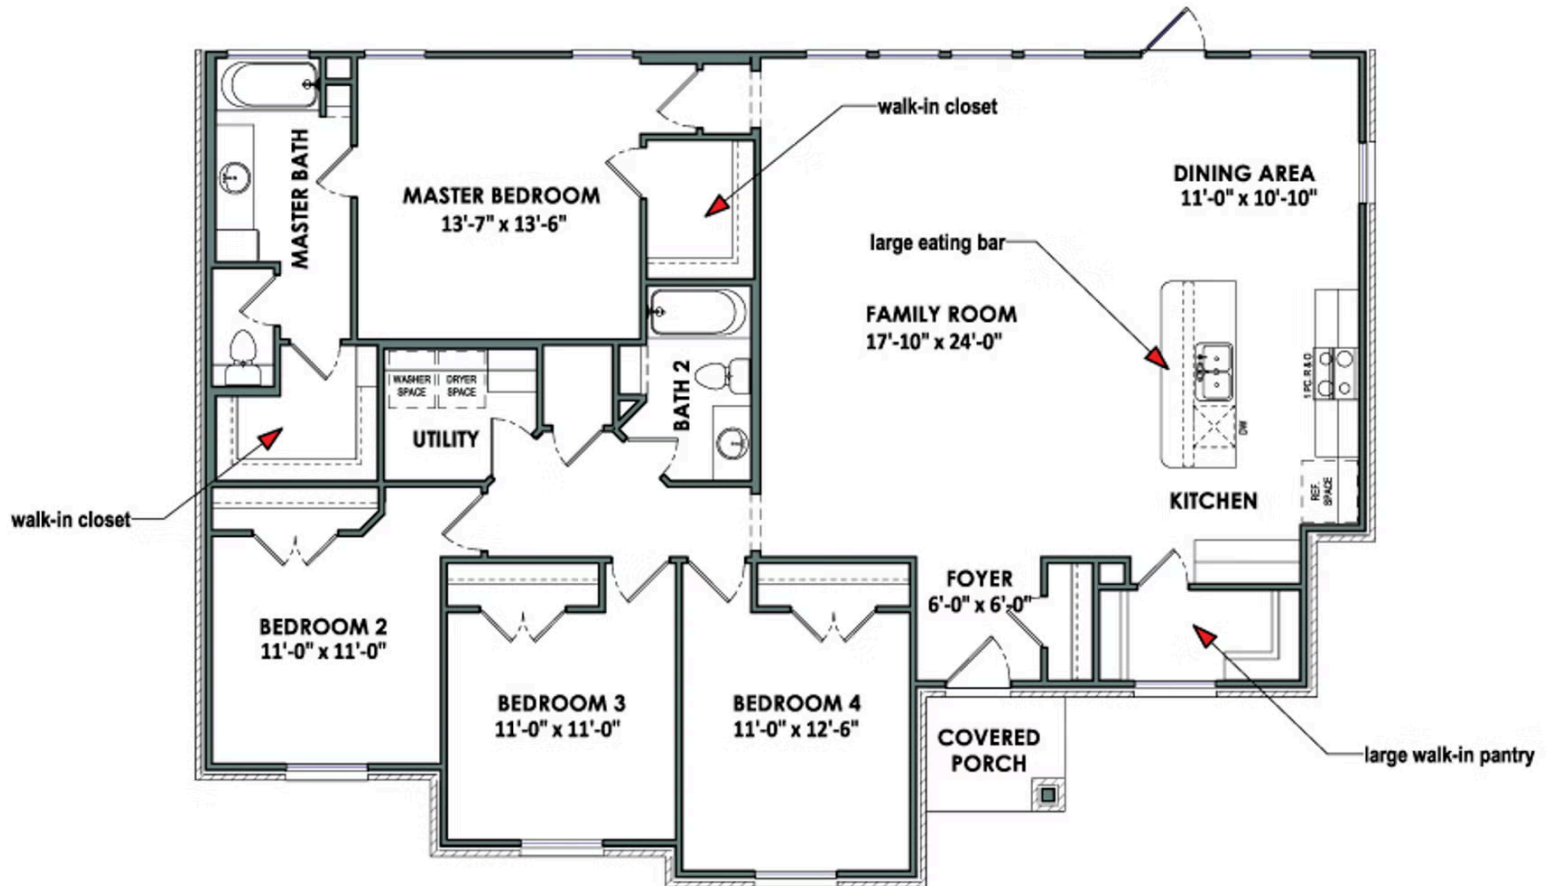 walk-in closet
MASTER BATH
MASTER BEDROOM
13'-7" x 13'-6"
DINING AREA
11'-0" x 10'-10"
large eating bar
FAMILY ROOM
17'-10" x 24'-0"
1 PC. R & O
WASHER
SPACE
DRYER
SPACE
BATH 2
UTILITY
DW
REF.
SPACE
KITCHEN
walk-in closet
FOYER
6'-0" x 6'-0"
BEDROOM 2
11'-0" x 11'-0"
BEDROOM 3
11'-0" x 11'-0"
BEDROOM 4
11'-0" x 12'-6"
COVERED
PORCH
large walk-in pantry